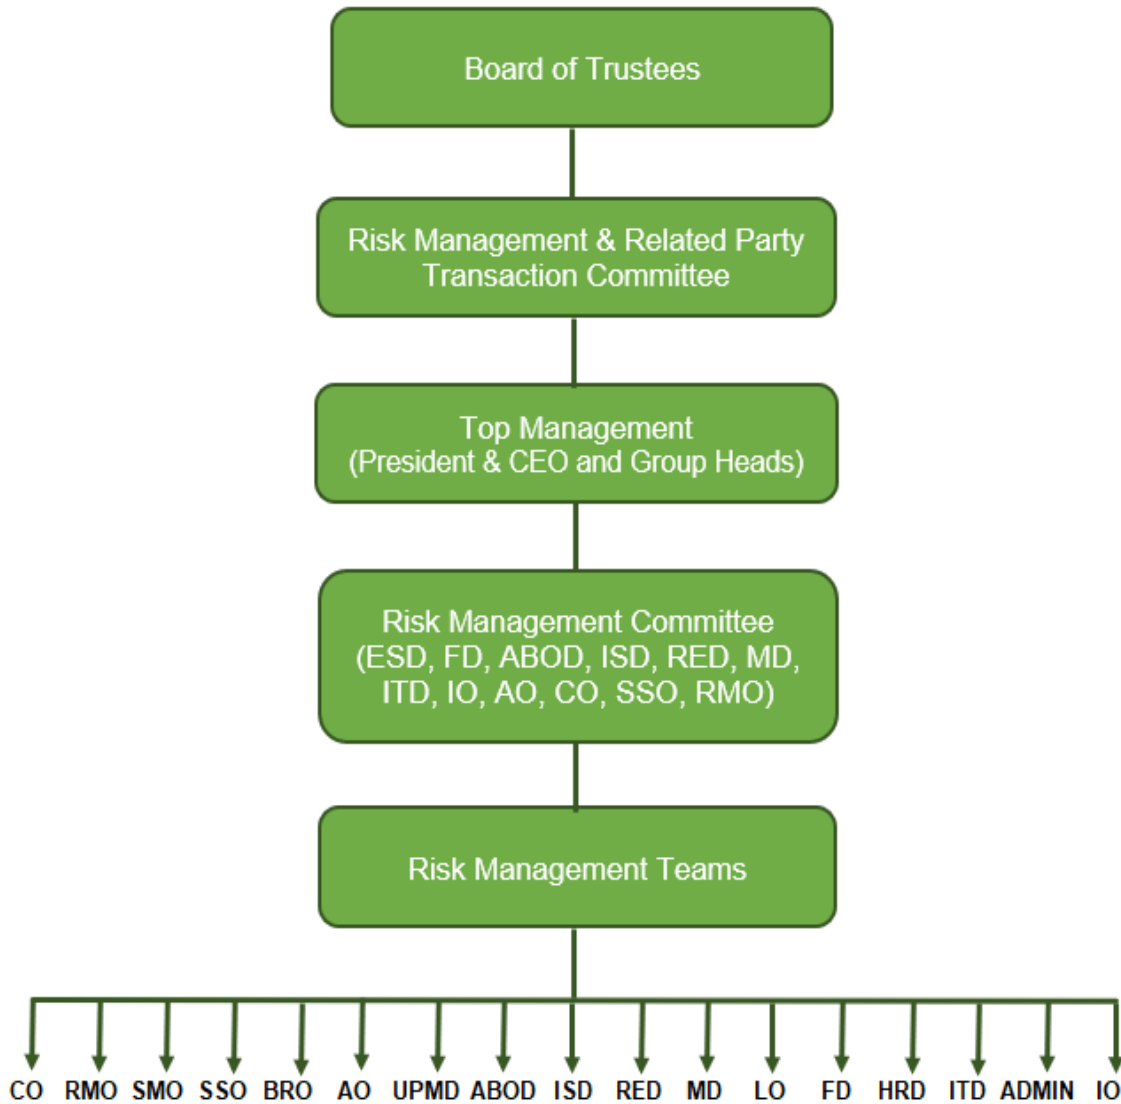 Board of Trustees
Risk Management & Related Party
Transaction Committee
Top Management
(President & CEO and Group Heads)
Risk Management Committee
(ESD, FD, ABOD, ISD, RED, MD,
ITD, IO, AO, CO, SSO, RMO)
Risk Management Teams
CO RMO SMO SSO BRO AO UPMD ABOD ISD RED MD LO FD HRD ITD ADMIN IO